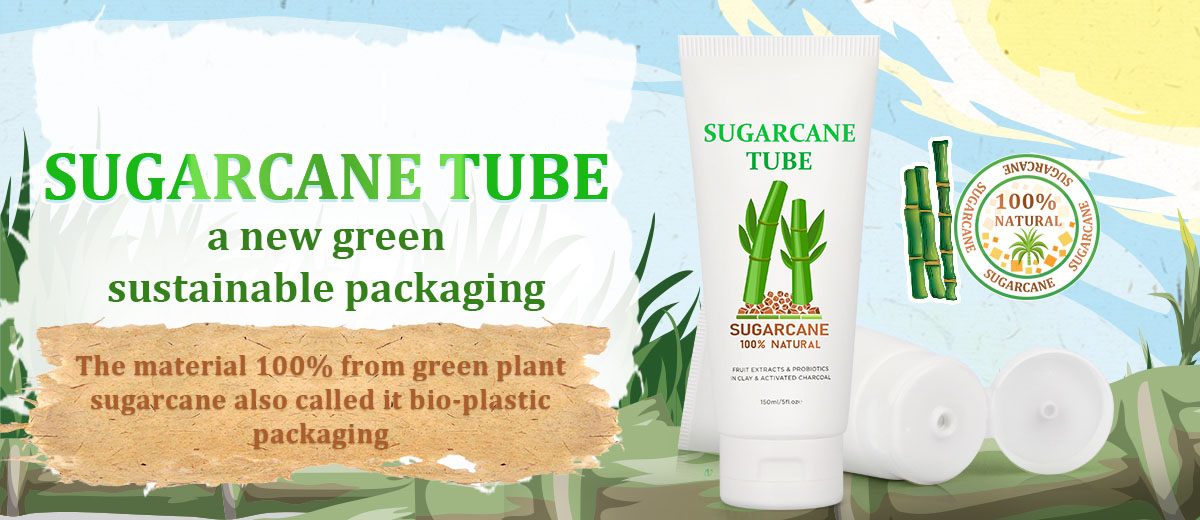 SUGARCANE TUBE
a new green
sustainable packaging
The material 100% from green plant
sugarcane also called it bio-plastic
packaging
SUGARCANE
TUBE
SUGARCANE
100% NATURAL
FRUIT EXTRACTS & PROBIOTICS
IN CLAY & ACTIVATED CHARCOAL
150ml/5fl.oz℮
SUGARCANE
SUGARCANE
100%
NATURAL
SUGARCANE
SUGARCANE